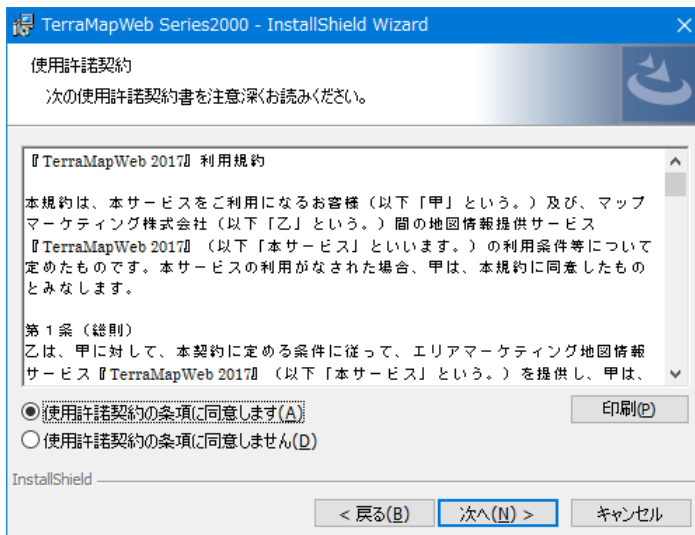 TerraMapWeb Series2000 - InstallShield Wizard
使用許諾契約
次の使用許諾契約書を注意深くお読みください。
『TerraMapWeb 2017』利用規約
本規約は、本サービスをご利用になるお客様（以下「甲」という。）及び、マップ
マーケティング株式会社（以下「乙」という。）間の地図情報提供サービス
『TerraMapWeb 2017』（以下「本サービス」といいます。）の利用条件等について
定めたものです。本サービスの利用がなされた場合、甲は、本規約に同意したもの
とみなします。
第１条（総則）
乙は、甲に対して、本契約に定める条件に従って、エリアマーケティング地図情報
サービス『TerraMapWeb 2017』（以下「本サービス」という。）を提供し、甲は、
使用許諾契約の条項に同意します(A)
印刷(P)
使用許諾契約の条項に同意しません(D)
InstallShield
< 戻る(B)
次へ(N) >
キャンセル